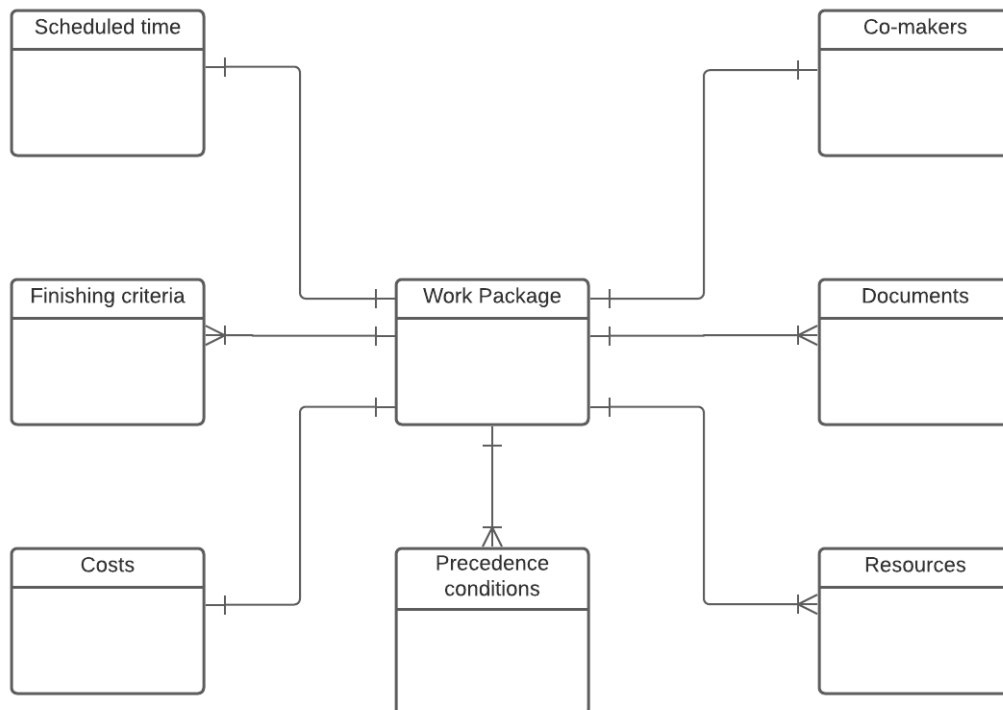 Scheduled time
Co-makers
Finishing criteria
Work Package
Documents
Costs
Precedence
conditions
Resources